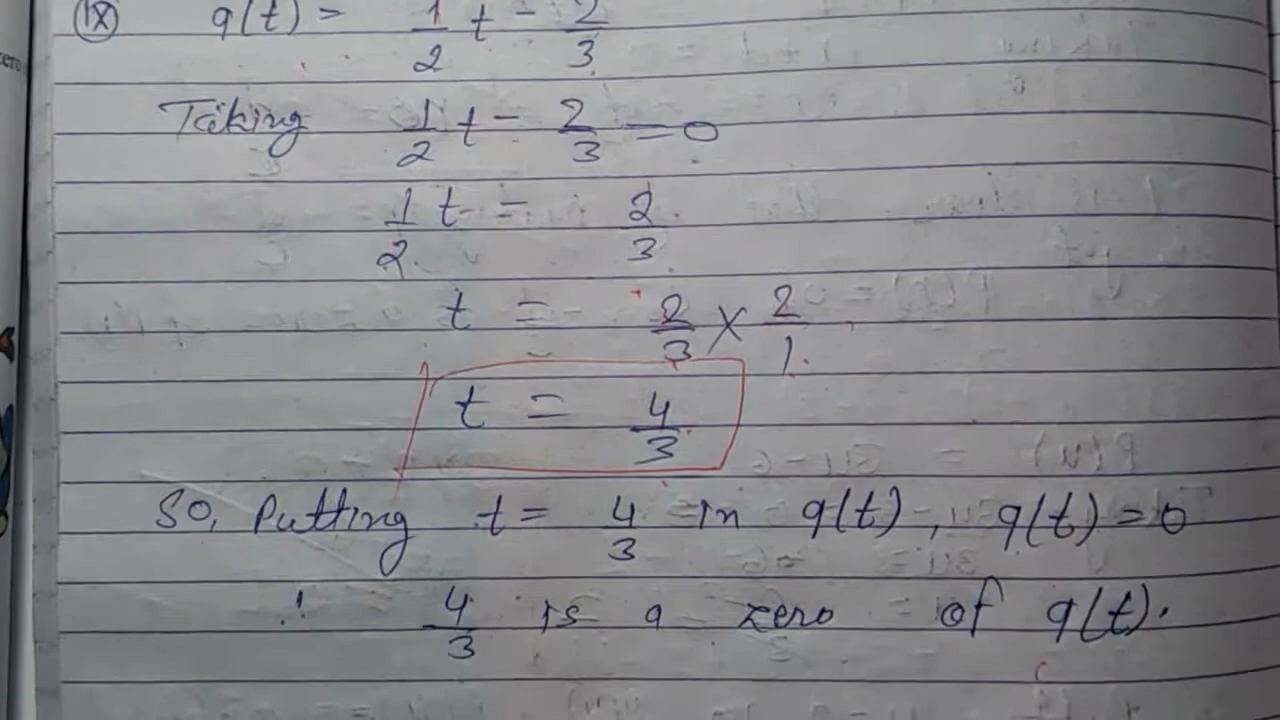 (ix) q(t) = 1/2 t - 2/3
Taking 1/2 t - 2/3 = 0
1/2 t = 2/3
t = 2/3 × 2/1
t = 4/3
So, Putting t = 4/3 in q(t), q(t) = 0
∴ 4/3 is a zero of q(t).